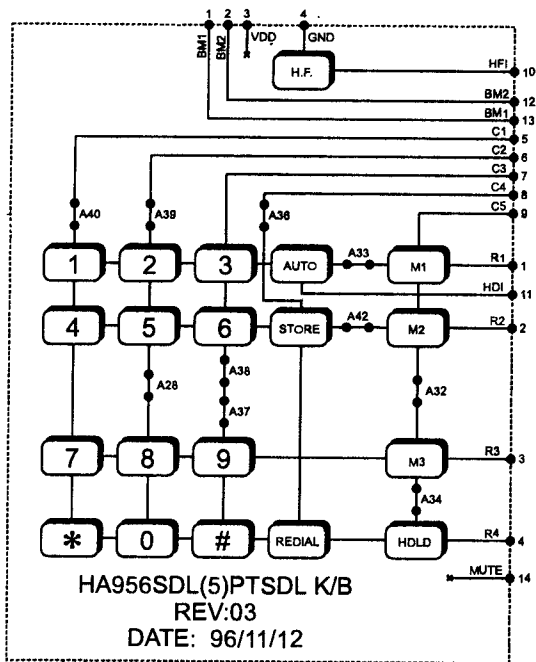 1 2 3 4
BM1 BM2 VDD GND
H.F. HFI 10
BM2 12
BM1 13
C1 5
C2 6
C3 7
C4 8
C5 9
A40 A39 A36
1 2 3 AUTO A33 M1 R1 1
HDI 11
4 5 6 STORE A42 M2 R2 2
A28 A38 A32
A37
7 8 9 M3 R3 3
A34
* 0 # REDIAL HDLD R4 4
MUTE 14
HA956SDL(5)PTSDL K/B
REV:03
DATE: 96/11/12